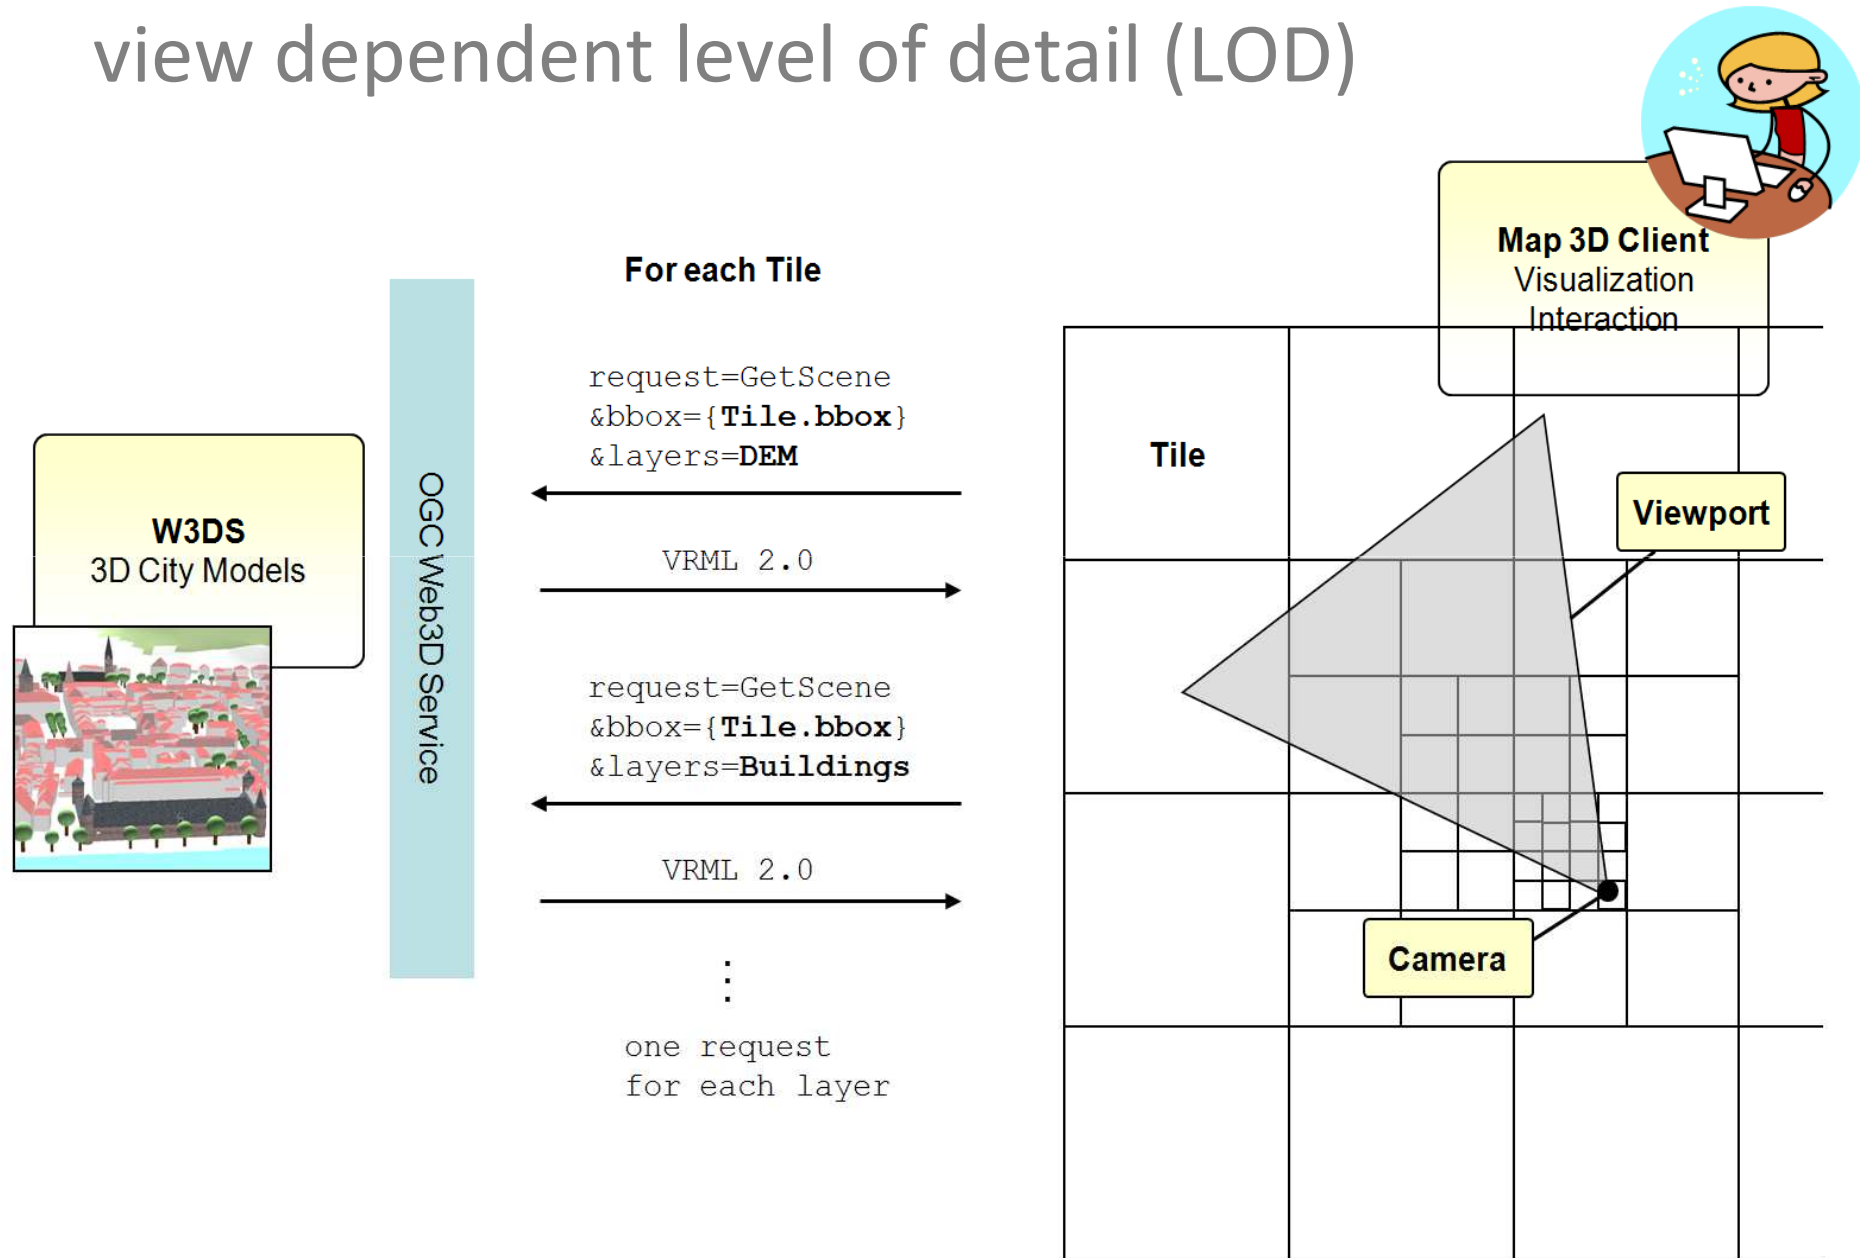 view dependent level of detail (LOD)
Map 3D Client
Visualization
Interaction
For each Tile
request=GetScene
&bbox={Tile.bbox}
&layers=DEM
VRML 2.0
request=GetScene
&bbox={Tile.bbox}
&layers=Buildings
VRML 2.0
⋮
one request
for each layer
W3DS
3D City Models
OGC Web3D Service
Tile
Viewport
Camera